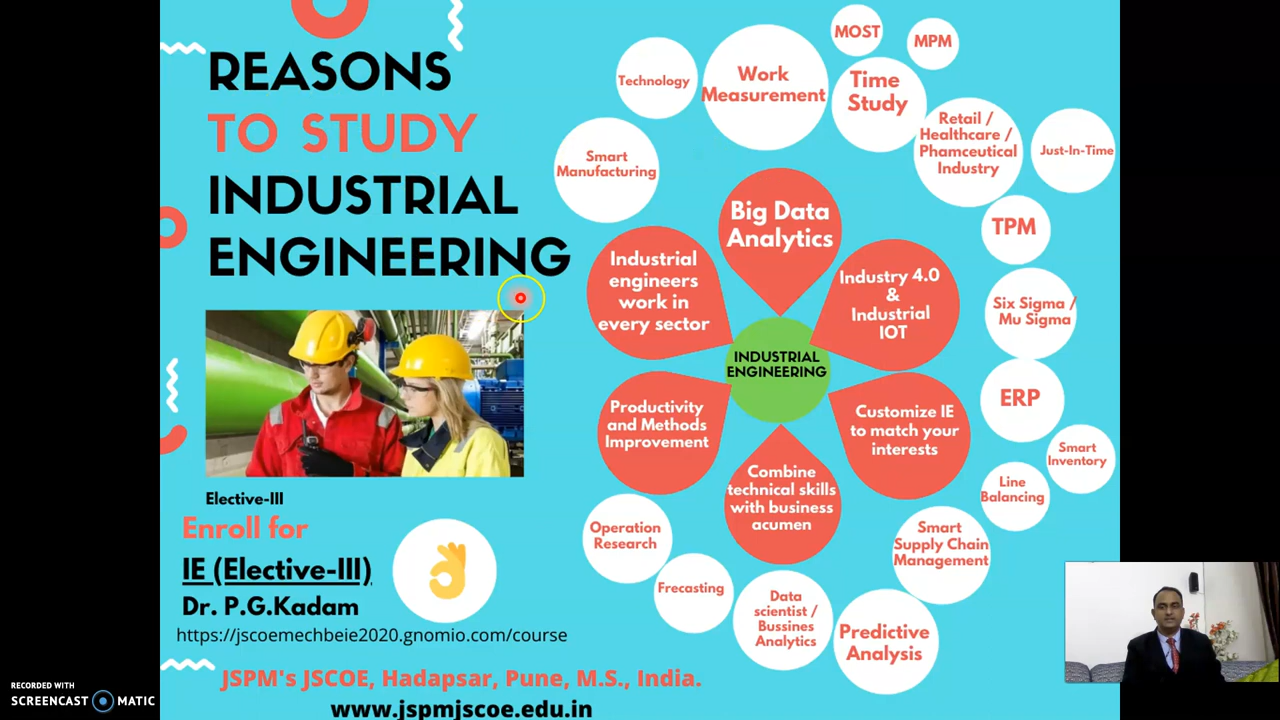 REASONS
TO STUDY
INDUSTRIAL
ENGINEERING
Elective-III
Enroll for
IE (Elective-III)
Dr. P.G.Kadam
https://jscoemechbeie2020.gnomio.com/course
JSPM's JSCOE, Hadapsar, Pune, M.S., India.
www.jspmjscoe.edu.in
INDUSTRIAL
ENGINEERING
Big Data
Analytics
Industry 4.0
&
Industrial
IOT
Customize IE
to match your
interests
Combine
technical skills
with business
acumen
Productivity
and Methods
Improvement
Industrial
engineers
work in
every sector
Smart
Manufacturing
Technology
Work
Measurement
Time
Study
MOST
MPM
Retail /
Healthcare /
Phamceutical
Industry
Just-In-Time
TPM
Six Sigma /
Mu Sigma
ERP
Smart
Inventory
Line
Balancing
Smart
Supply Chain
Management
Predictive
Analysis
Data
scientist /
Bussines
Analytics
Frecasting
Operation
Research
RECORDED WITH
SCREENCAST MATIC